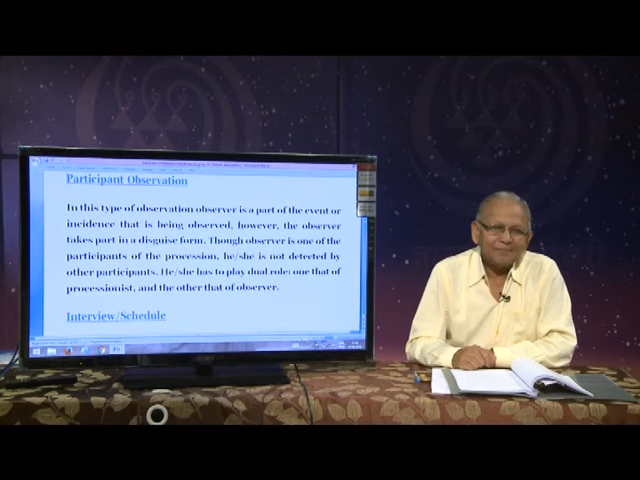 Participant Observation
In this type of observation observer is a part of the event or
incidence that is being observed, however, the observer
takes part in a disguise form. Though observer is one of the
participants of the procession, he/she is not detected by
other participants. He/she has to play dual role: one that of
processionist, and the other that of observer.
Interview/Schedule